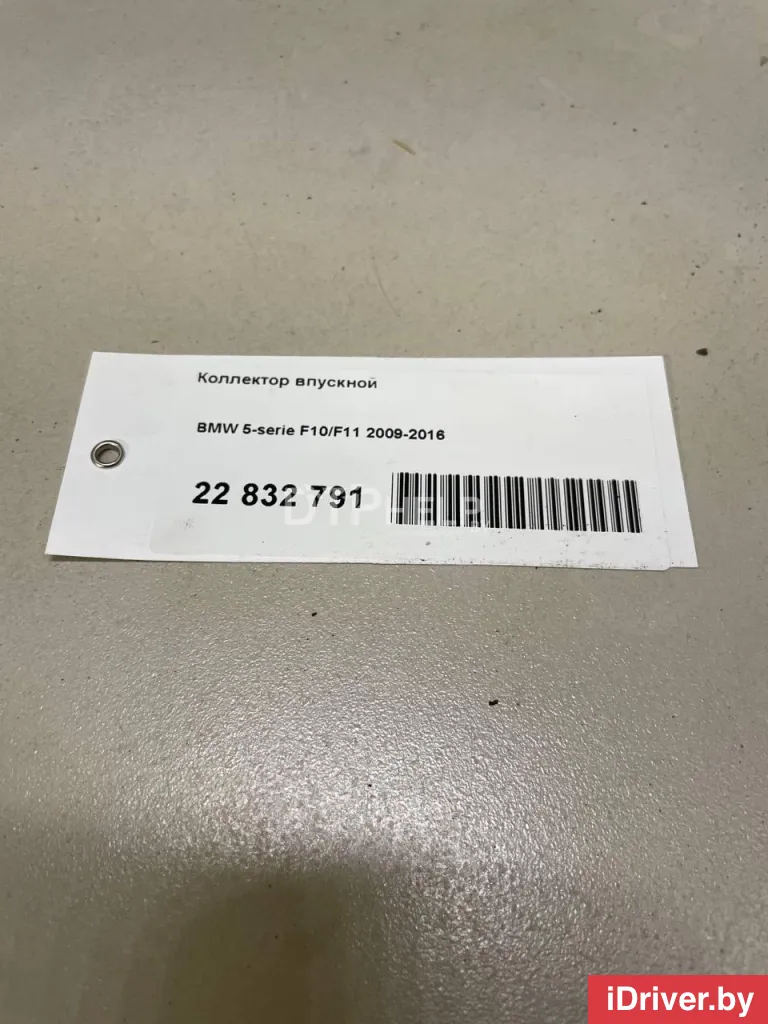 Коллектор впускной
BMW 5-serie F10/F11 2009-2016
22 832 791
iDriver.by